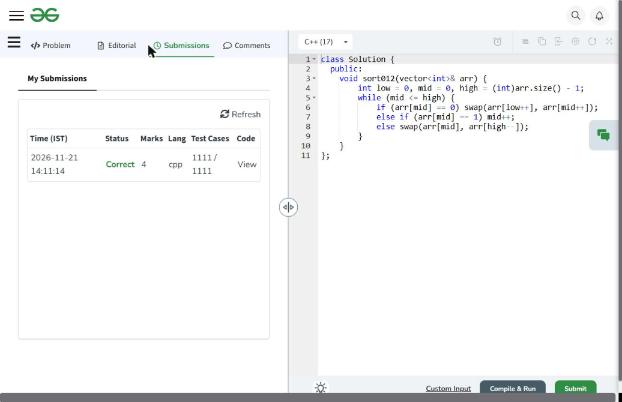 </> Problem
Editorial
Submissions
Comments
C++ (17)
My Submissions
Refresh
Time (IST) Status Marks Lang Test Cases Code
2026-11-21 14:11:14 Correct 4 cpp 1111 / 1111 View
1 class Solution {
2 public:
3 void sort012(vector<int>& arr) {
4 int low = 0, mid = 0, high = (int)arr.size() - 1;
5 while (mid <= high) {
6 if (arr[mid] == 0) swap(arr[low++], arr[mid++]);
7 else if (arr[mid] == 1) mid++;
8 else swap(arr[mid], arr[high--]);
9 }
10 }
11 };
Custom Input
Compile & Run
Submit